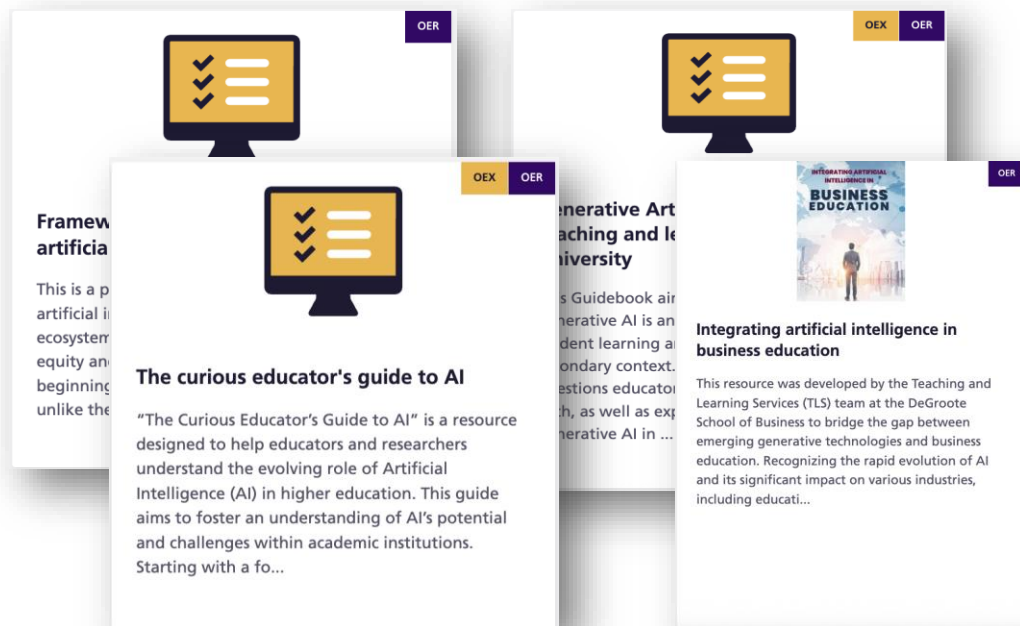 OER
Framew
artificia
This is a p
artificial i
ecosystem
equity an
beginning
unlike the
OEX OER
enerative Art
aching and le
iversity
s Guidebook air
nerative AI is an
dent learning a
ondary context.
estions educator
h, as well as exp
nerative AI in ...
OEX OER
The curious educator's guide to AI
“The Curious Educator’s Guide to AI” is a resource
designed to help educators and researchers
understand the evolving role of Artificial
Intelligence (AI) in higher education. This guide
aims to foster an understanding of AI’s potential
and challenges within academic institutions.
Starting with a fo...
OER
INTEGRATING ARTIFICIAL
INTELLIGENCE IN
BUSINESS
EDUCATION
Integrating artificial intelligence in
business education
This resource was developed by the Teaching and
Learning Services (TLS) team at the DeGroote
School of Business to bridge the gap between
emerging generative technologies and business
education. Recognizing the rapid evolution of AI
and its significant impact on various industries,
including educati...